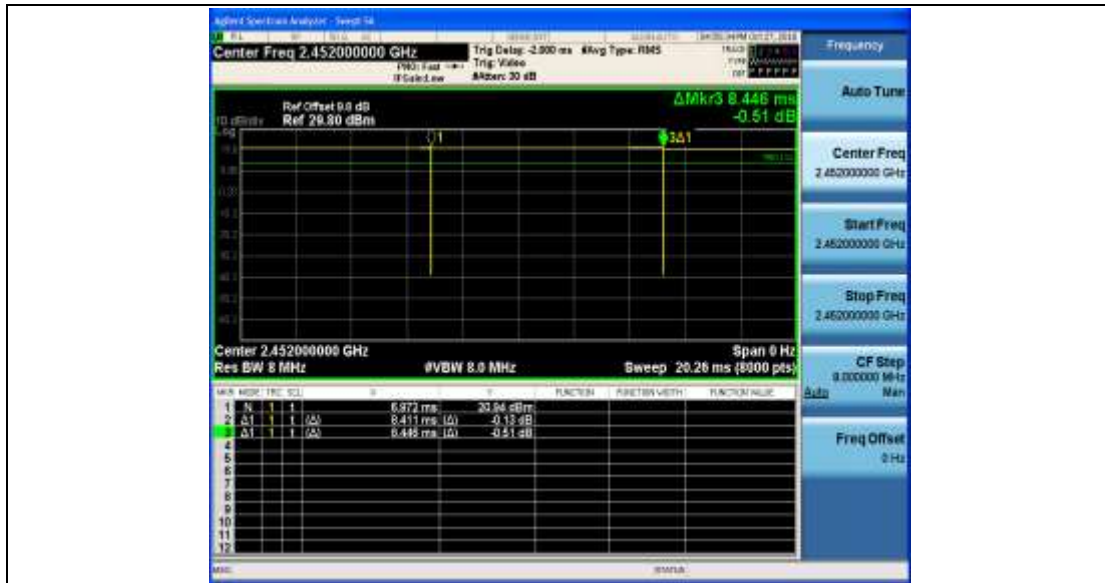 Agilent Spectrum Analyzer - Swept SA
Center Freq 2.452000000 GHz
PNO: Fast
IFGain:Low
Trig Delay: -2.000 ms
#Avg Type: RMS
Trig: Video
#Atten: 30 dB
TRACE
TYPE
DET P P P P P P
Frequency
Auto Tune
Center Freq
2.452000000 GHz
Start Freq
2.452000000 GHz
Stop Freq
2.452000000 GHz
CF Step
8.000000 MHz
Auto Man
Freq Offset
0 Hz
ΔMkr3 8.446 ms
-0.51 dB
Ref Offset 9.8 dB
10 dB/div Ref 29.80 dBm
Log
1
3Δ1
Center 2.452000000 GHz
Span 0 Hz
Res BW 8 MHz
#VBW 8.0 MHz
Sweep 20.26 ms (8000 pts)
MKR MODE TRC SCL X Y FUNCTION FUNCTION WIDTH FUNCTION VALUE
1 N 1 t 6.972 ms 20.94 dBm
2 Δ1 1 t (Δ) 8.411 ms (Δ) -0.13 dB
3 Δ1 1 t (Δ) 8.446 ms (Δ) -0.51 dB
4
5
6
7
8
9
10
11
12
MSG
STATUS